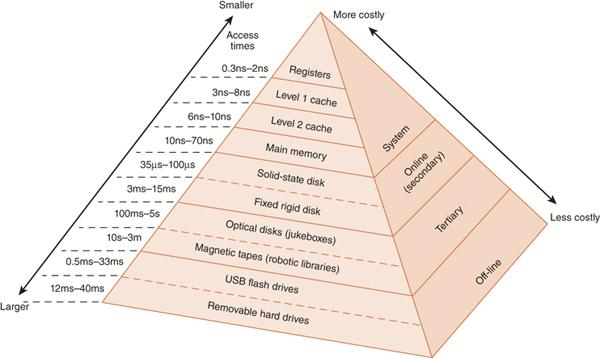 Smaller
More costly
Access
times
0.3ns–2ns
Registers
3ns–8ns
Level 1 cache
6ns–10ns
Level 2 cache
System
10ns–70ns
Main memory
Online
(secondary)
35µs–100µs
Solid-state disk
3ms–15ms
Fixed rigid disk
Less costly
100ms–5s
Optical disks (jukeboxes)
Tertiary
10s–3m
Magnetic tapes (robotic libraries)
0.5ms–33ms
USB flash drives
Off-line
12ms–40ms
Removable hard drives
Larger